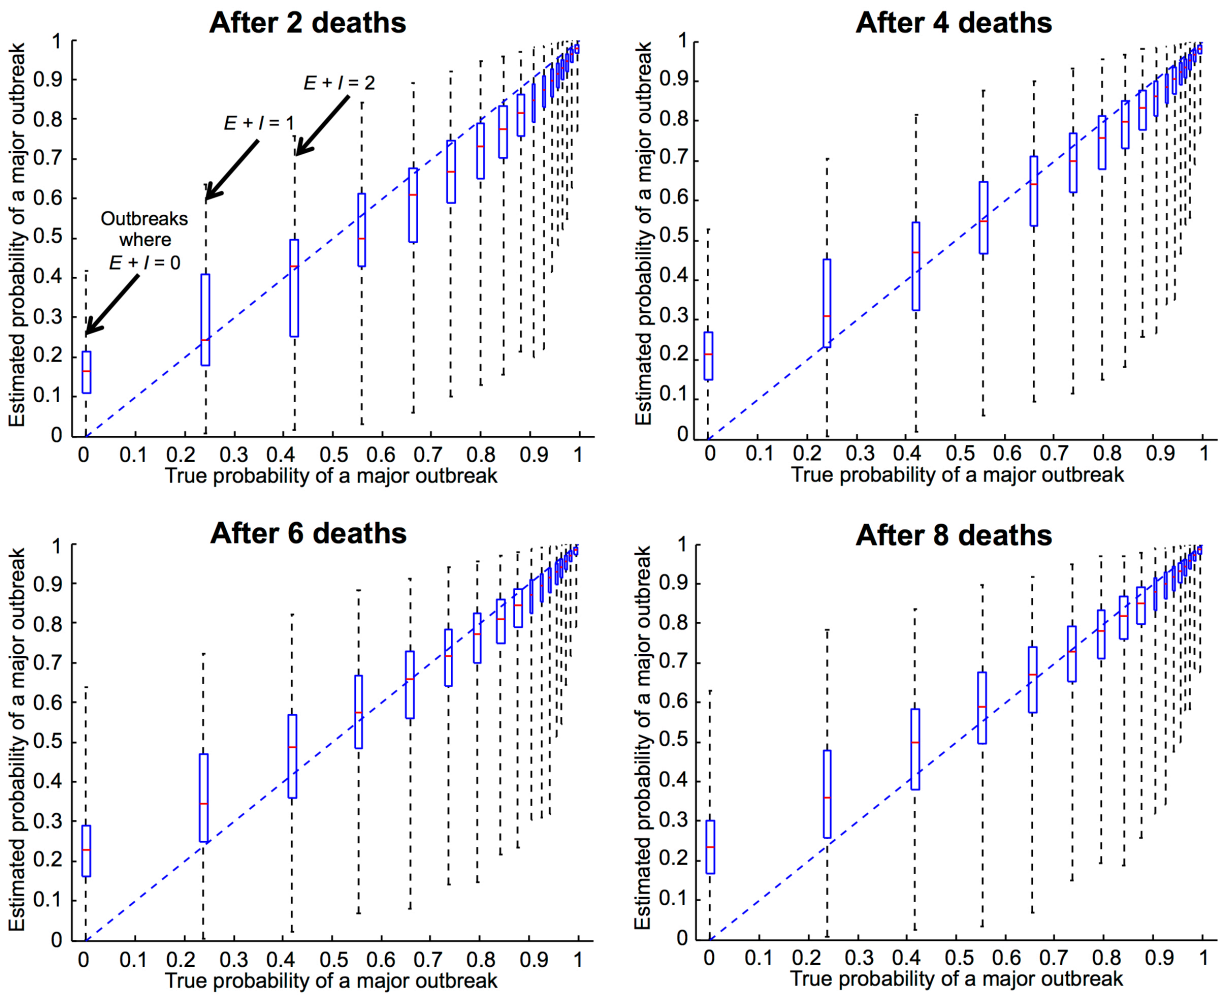 After 2 deaths
Estimated probability of a major outbreak
1
0.9
0.8
0.7
0.6
0.5
0.4
0.3
0.2
0.1
0
E + I = 2
E + I = 1
Outbreaks
where
E + I = 0
0 0.1 0.2 0.3 0.4 0.5 0.6 0.7 0.8 0.9 1
True probability of a major outbreak
After 4 deaths
Estimated probability of a major outbreak
1
0.9
0.8
0.7
0.6
0.5
0.4
0.3
0.2
0.1
0
0 0.1 0.2 0.3 0.4 0.5 0.6 0.7 0.8 0.9 1
True probability of a major outbreak
After 6 deaths
Estimated probability of a major outbreak
1
0.9
0.8
0.7
0.6
0.5
0.4
0.3
0.2
0.1
0
0 0.1 0.2 0.3 0.4 0.5 0.6 0.7 0.8 0.9 1
True probability of a major outbreak
After 8 deaths
Estimated probability of a major outbreak
1
0.9
0.8
0.7
0.6
0.5
0.4
0.3
0.2
0.1
0
0 0.1 0.2 0.3 0.4 0.5 0.6 0.7 0.8 0.9 1
True probability of a major outbreak